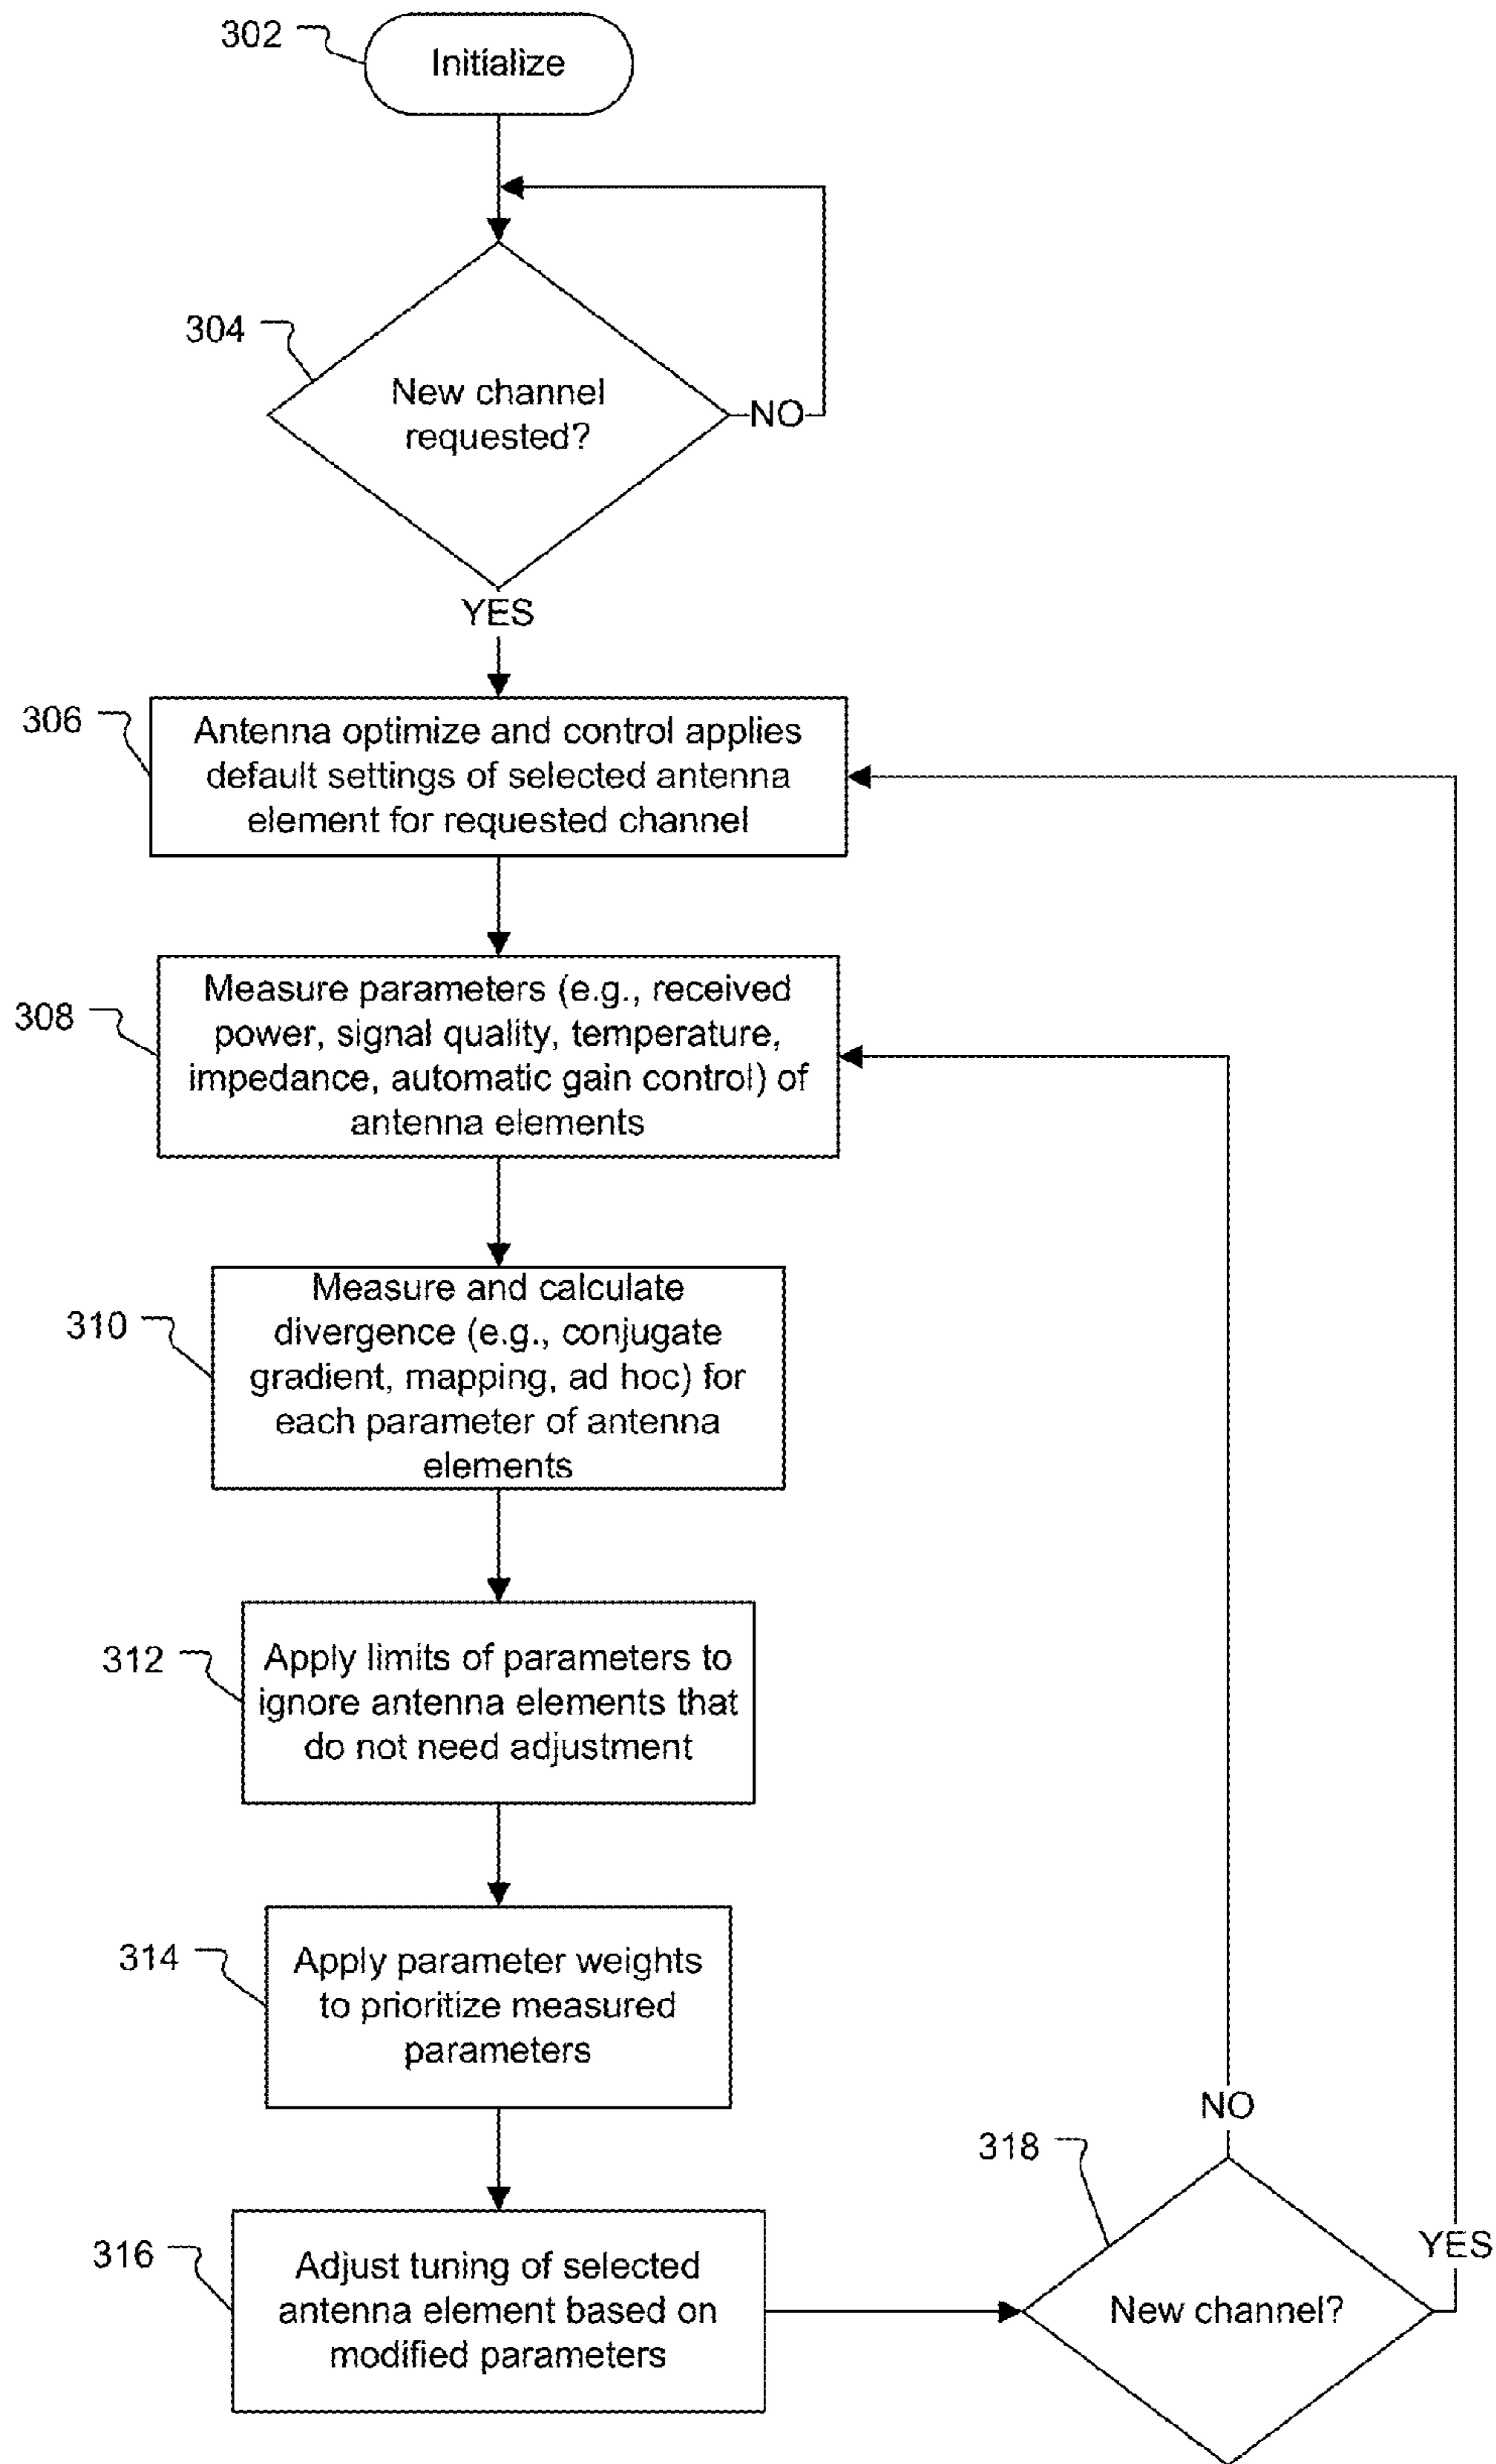 302
Initialize
304
New channel
requested?
NO
YES
306
Antenna optimize and control applies
default settings of selected antenna
element for requested channel
308
Measure parameters (e.g., received
power, signal quality, temperature,
impedance, automatic gain control) of
antenna elements
310
Measure and calculate
divergence (e.g., conjugate
gradient, mapping, ad hoc) for
each parameter of antenna
elements
312
Apply limits of parameters to
ignore antenna elements that
do not need adjustment
314
Apply parameter weights
to prioritize measured
parameters
316
Adjust tuning of selected
antenna element based on
modified parameters
318
New channel?
NO
YES